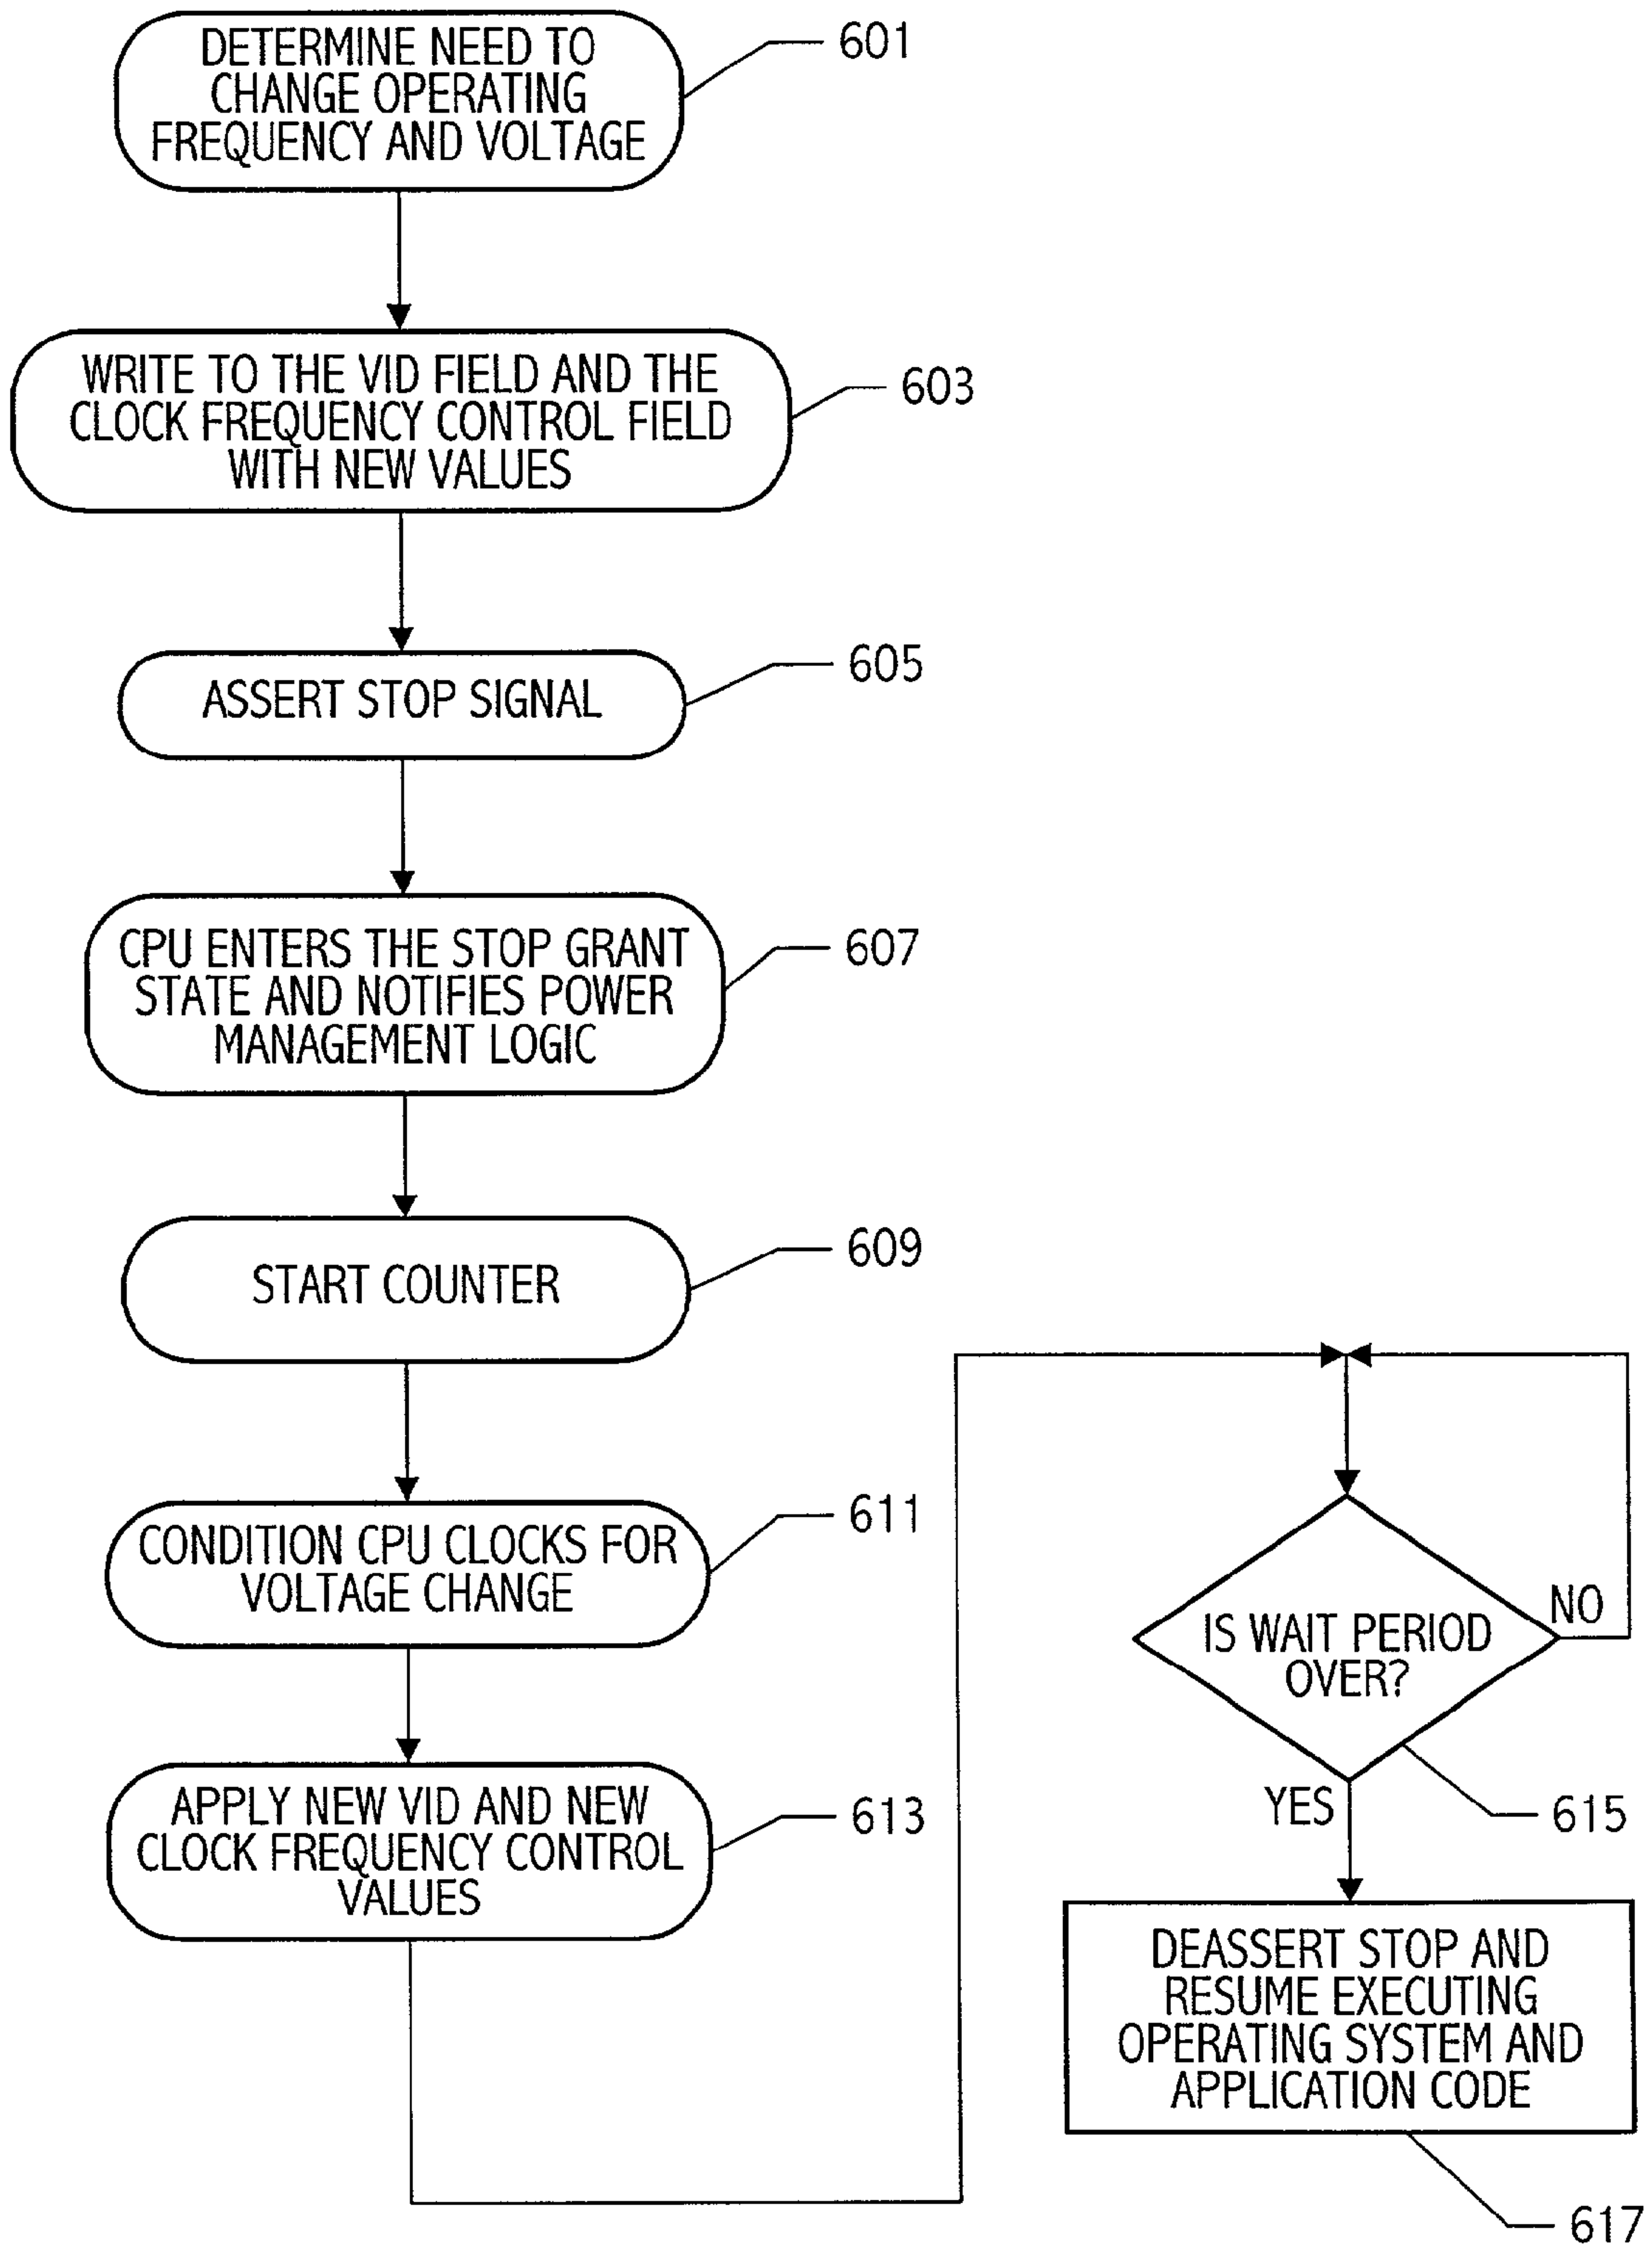 DETERMINE NEED TO
CHANGE OPERATING
FREQUENCY AND VOLTAGE
601
WRITE TO THE VID FIELD AND THE
CLOCK FREQUENCY CONTROL FIELD
WITH NEW VALUES
603
ASSERT STOP SIGNAL
605
CPU ENTERS THE STOP GRANT
STATE AND NOTIFIES POWER
MANAGEMENT LOGIC
607
START COUNTER
609
CONDITION CPU CLOCKS FOR
VOLTAGE CHANGE
611
APPLY NEW VID AND NEW
CLOCK FREQUENCY CONTROL
VALUES
613
IS WAIT PERIOD
OVER?
NO
YES
615
DEASSERT STOP AND
RESUME EXECUTING
OPERATING SYSTEM AND
APPLICATION CODE
617